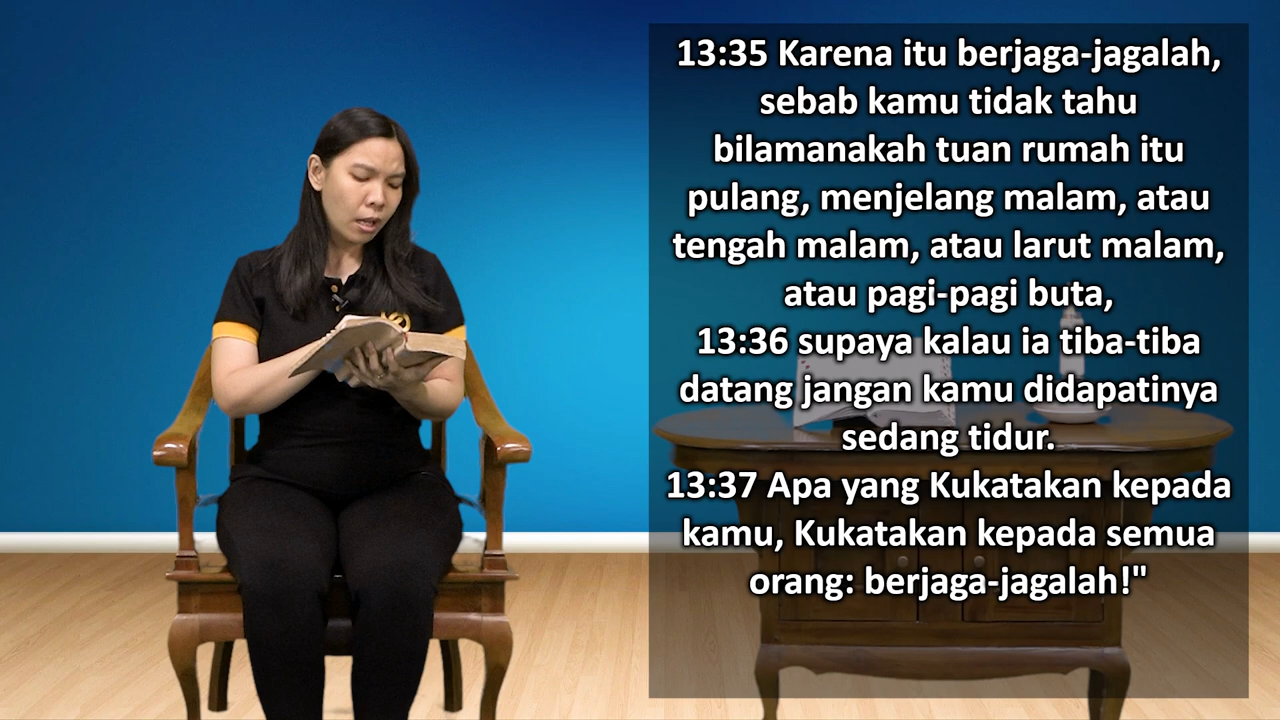 13:35 Karena itu berjaga-jagalah,
sebab kamu tidak tahu
bilamanakah tuan rumah itu
pulang, menjelang malam, atau
tengah malam, atau larut malam,
atau pagi-pagi buta,
13:36 supaya kalau ia tiba-tiba
datang jangan kamu didapatinya
sedang tidur.
13:37 Apa yang Kukatakan kepada
kamu, Kukatakan kepada semua
orang: berjaga-jagalah!"